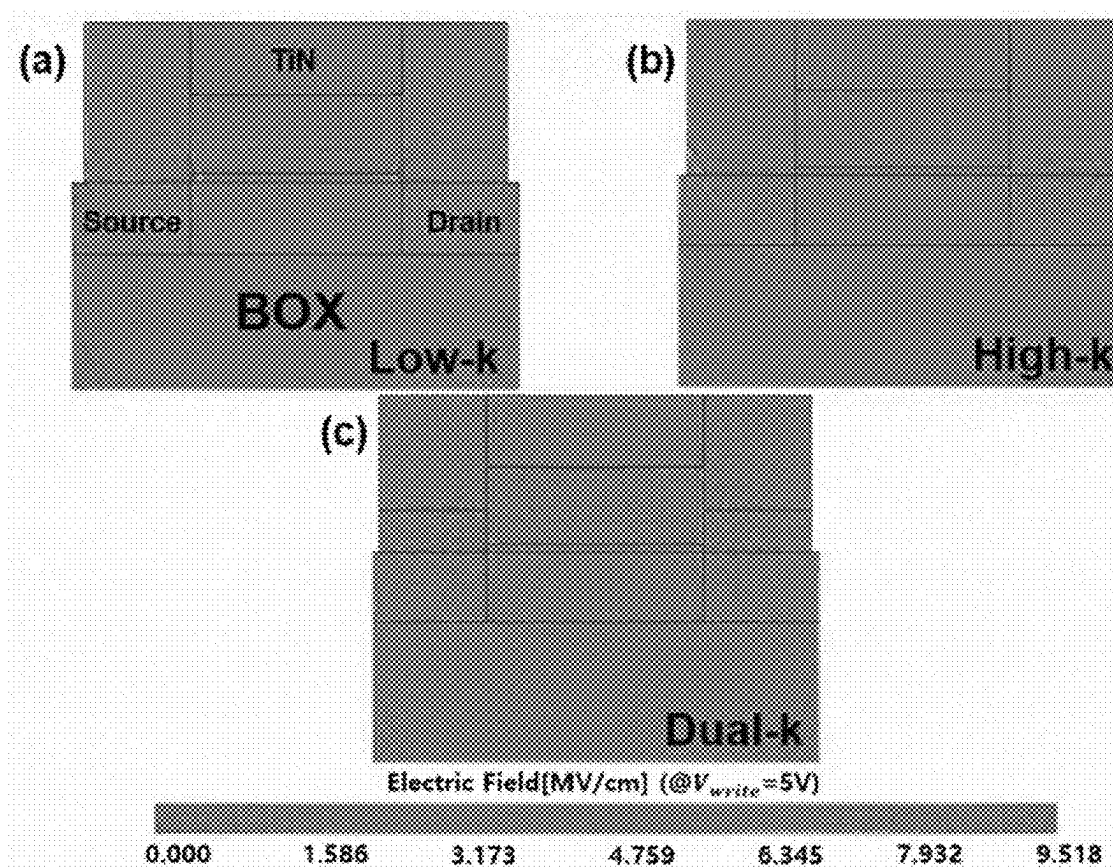 (a)
TiN
Source
Drain
BOX
Low-k
(b)
High-k
(c)
Dual-k
Electric Field[MV/cm] (@V_write=5V)
0.000 1.586 3.173 4.759 6.345 7.932 9.518